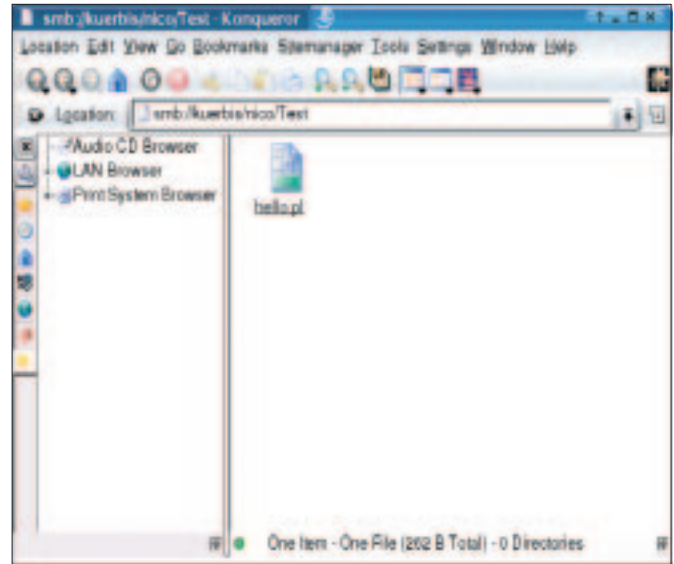 smb://kuerbis/nico/Test - Konqueror
Location Edit View Go Bookmarks Sitemanager Tools Settings Window Help
Location: smb://kuerbis/nico/Test
Audio CD Browser
LAN Browser
Print System Browser
hello.pl
One Item - One File (262 B Total) - 0 Directories